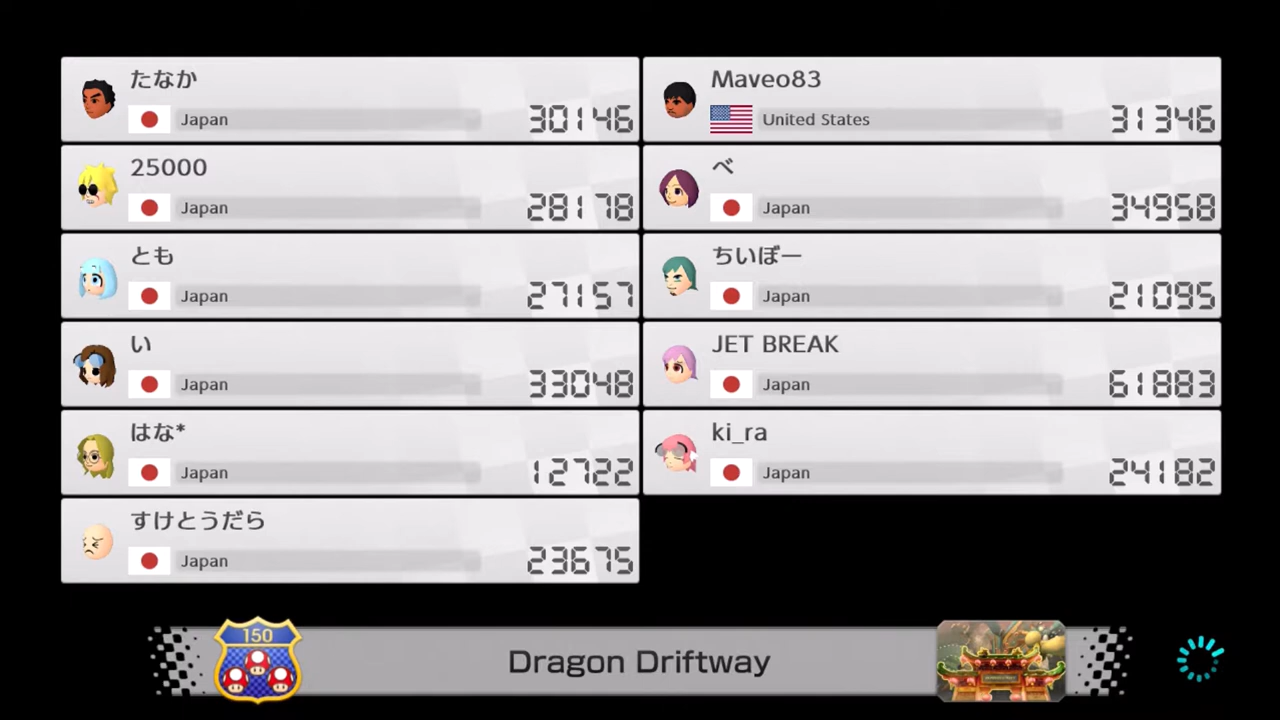 たなか
Japan
30146
Maveo83
United States
31346
25000
Japan
28178
べ
Japan
34958
とも
Japan
27157
ちいぼー
Japan
21095
い
Japan
33048
JET BREAK
Japan
61883
はな*
Japan
12722
ki_ra
Japan
24182
すけとうだら
Japan
23675
150
Dragon Driftway